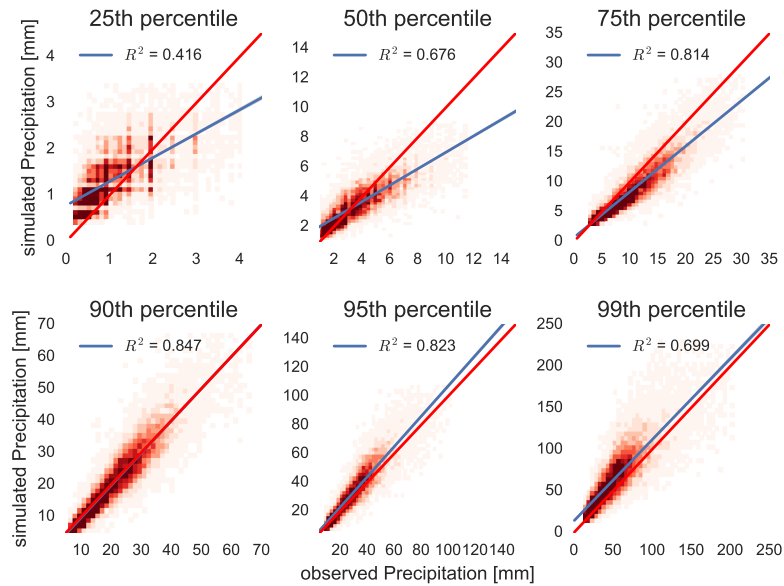 25th percentile
50th percentile
75th percentile
simulated Precipitation [mm]
R² = 0.416
R² = 0.676
R² = 0.814
4
3
2
1
0
14
12
10
8
6
4
2
35
30
25
20
15
10
5
0
0 1 2 3 4
2 4 6 8 10 12 14
0 5 10 15 20 25 30 35
90th percentile
95th percentile
99th percentile
simulated Precipitation [mm]
R² = 0.847
R² = 0.823
R² = 0.699
70
60
50
40
30
20
10
140
120
100
80
60
40
20
250
200
150
100
50
0
10 20 30 40 50 60 70
20 40 60 80 100 120 140
0 50 100 150 200 250
observed Precipitation [mm]